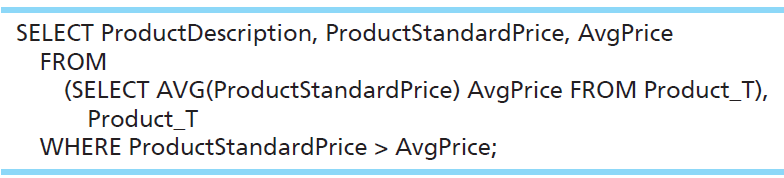 SELECT ProductDescription, ProductStandardPrice, AvgPrice
FROM
(SELECT AVG(ProductStandardPrice) AvgPrice FROM Product_T),
Product_T
WHERE ProductStandardPrice > AvgPrice;